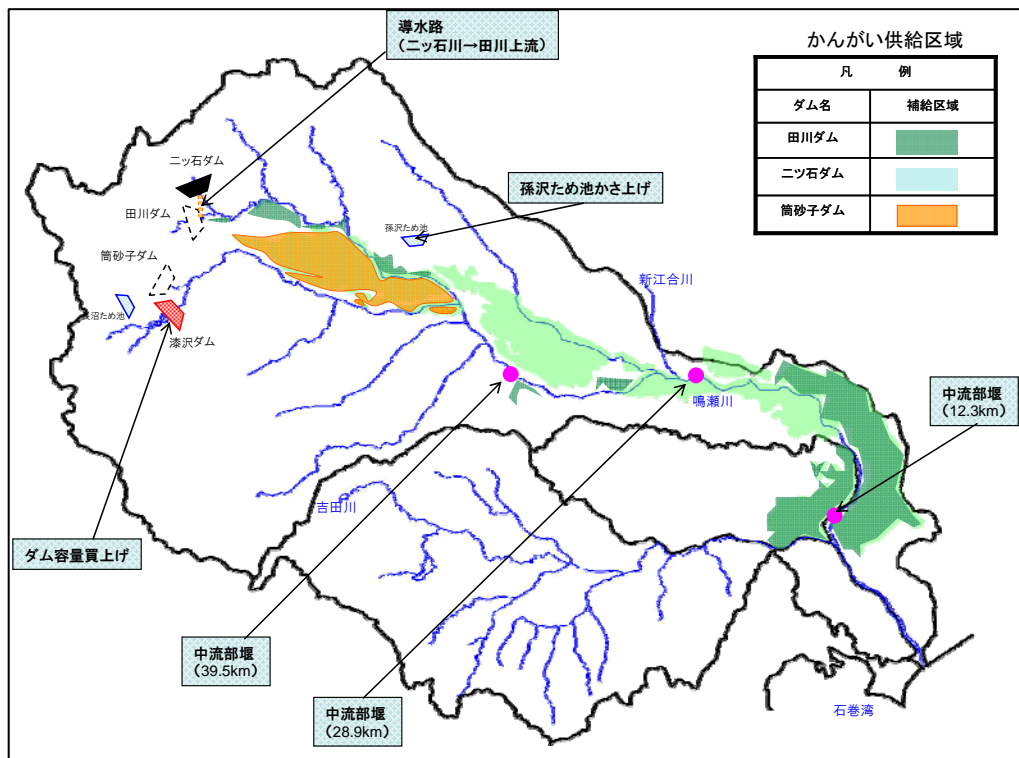 導水路
（二ッ石川→田川上流）
かんがい供給区域
凡　例
ダム名
補給区域
田川ダム
二ツ石ダム
筒砂子ダム
二ッ石ダム
田川ダム
筒砂子ダム
漆沢ダム
孫沢ため池かさ上げ
孫沢ため池
新江合川
鳴瀬川
中流部堰
（12.3km）
吉田川
ダム容量買上げ
中流部堰
（39.5km）
中流部堰
（28.9km）
石巻湾